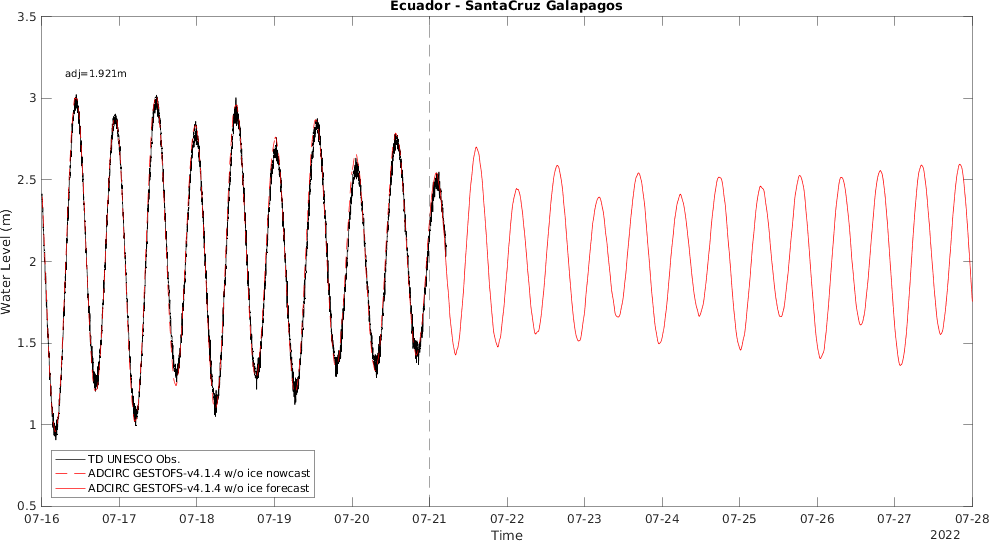 Ecuador - SantaCruz Galapagos
3.5
3
2.5
2
1.5
1
0.5
Water Level (m)
adj=1.921m
TD UNESCO Obs.
ADCIRC GESTOFS-v4.1.4 w/o ice nowcast
ADCIRC GESTOFS-v4.1.4 w/o ice forecast
07-16 07-17 07-18 07-19 07-20 07-21 07-22 07-23 07-24 07-25 07-26 07-27 07-28
Time
2022